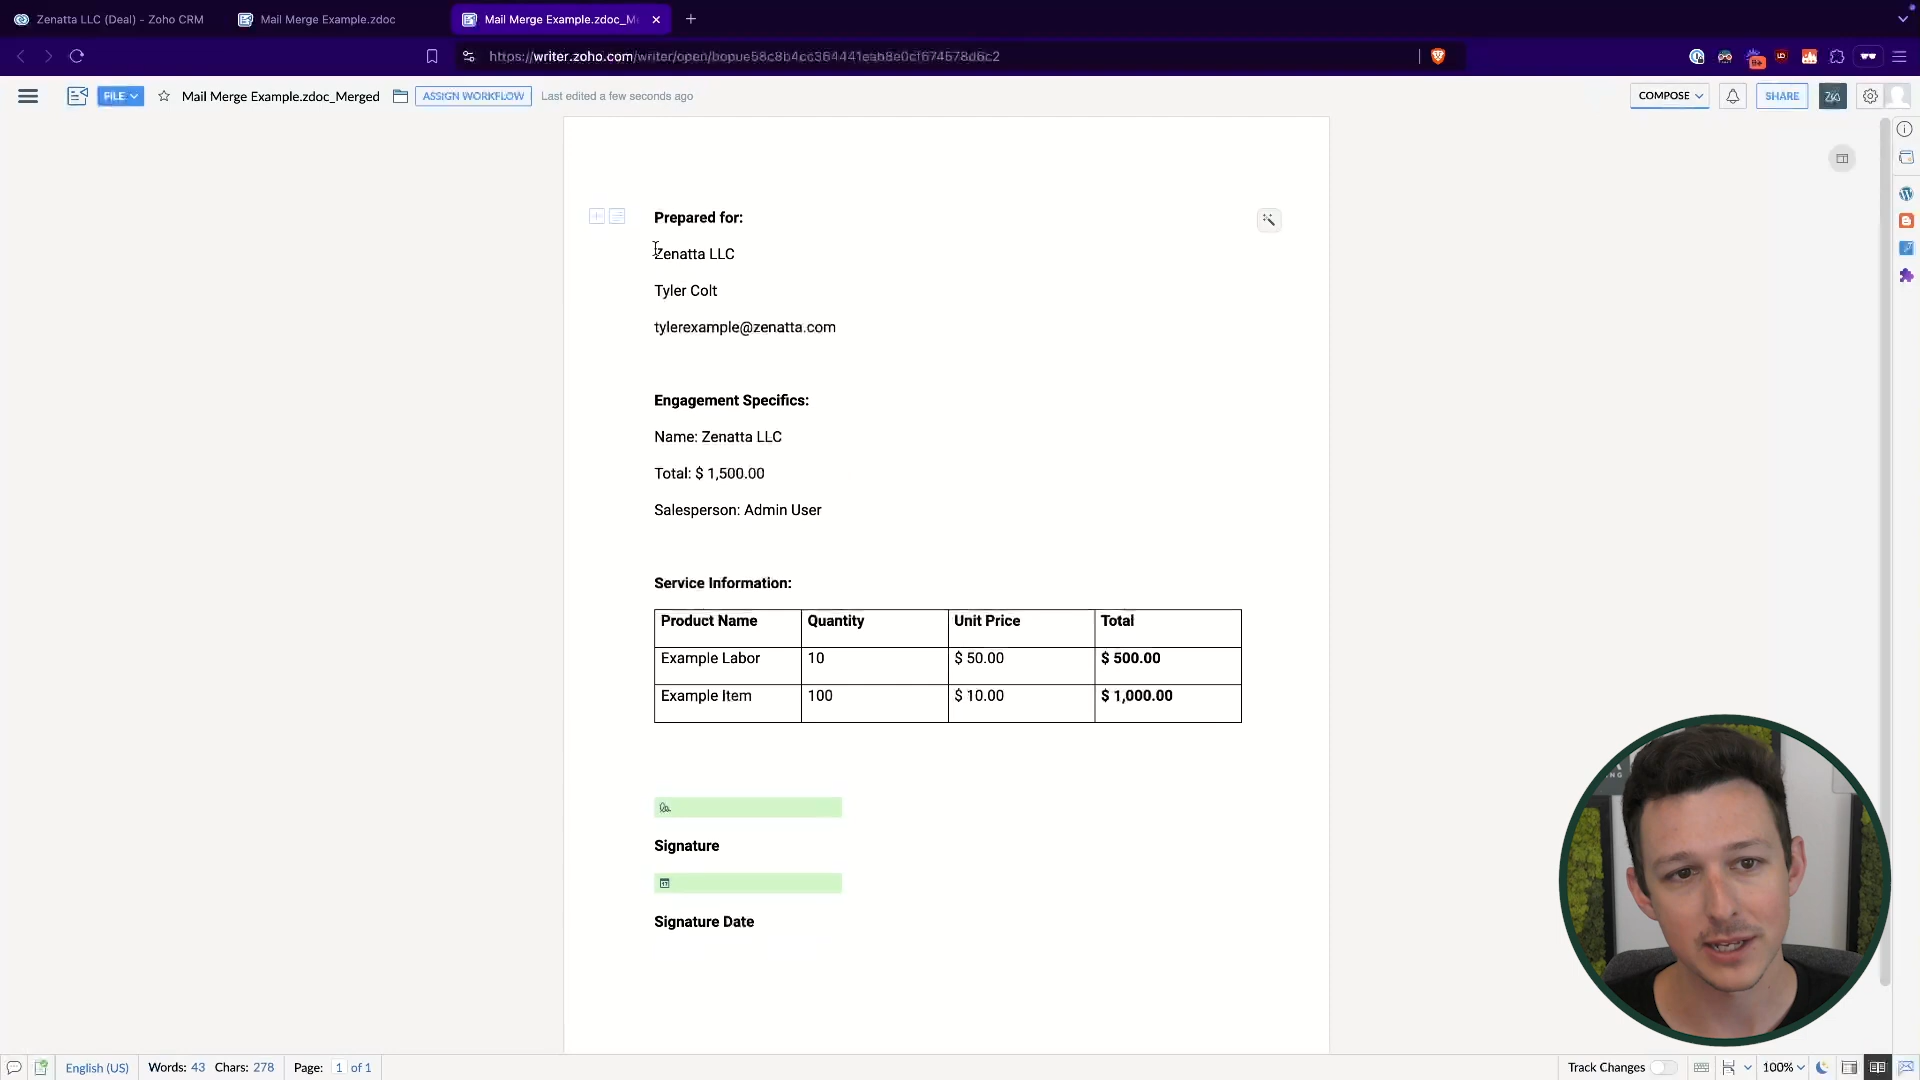 Zenatta LLC (Deal) - Zoho CRM
Mail Merge Example.zdoc
Mail Merge Example.zdoc_M
FILE
Mail Merge Example.zdoc_Merged
ASSIGN WORKFLOW
Last edited a few seconds ago
COMPOSE
SHARE
Prepared for:
Zenatta LLC
Tyler Colt
tylerexample@zenatta.com
Engagement Specifics:
Name: Zenatta LLC
Total: $ 1,500.00
Salesperson: Admin User
Service Information:
Product Name Quantity Unit Price Total
Example Labor 10 $ 50.00 $ 500.00
Example Item 100 $ 10.00 $ 1,000.00
Signature
Signature Date
English (US) Words: 43 Chars: 278 Page: 1 of 1 Track Changes 100%